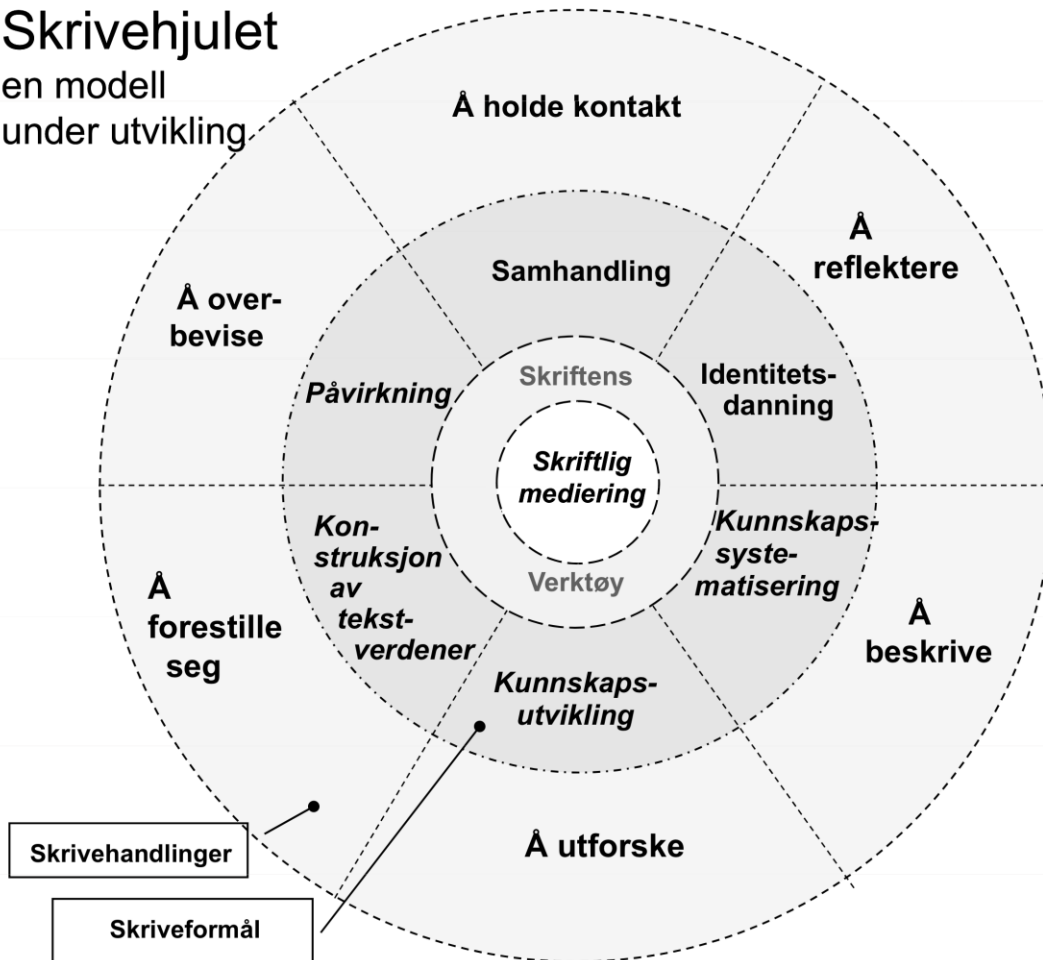 Skrivehjulet
en modell
under utvikling
Å holde kontakt
Å
reflektere
Samhandling
Å over-
bevise
Skriftens
Identitets-
danning
Påvirkning
Skriftlig
mediering
Kon-
struksjon
av
tekst-
verdener
Kunnskaps-
syste-
matisering
Verktøy
Å
forestille
seg
Å
beskrive
Kunnskaps-
utvikling
Å utforske
Skrivehandlinger
Skriveformål